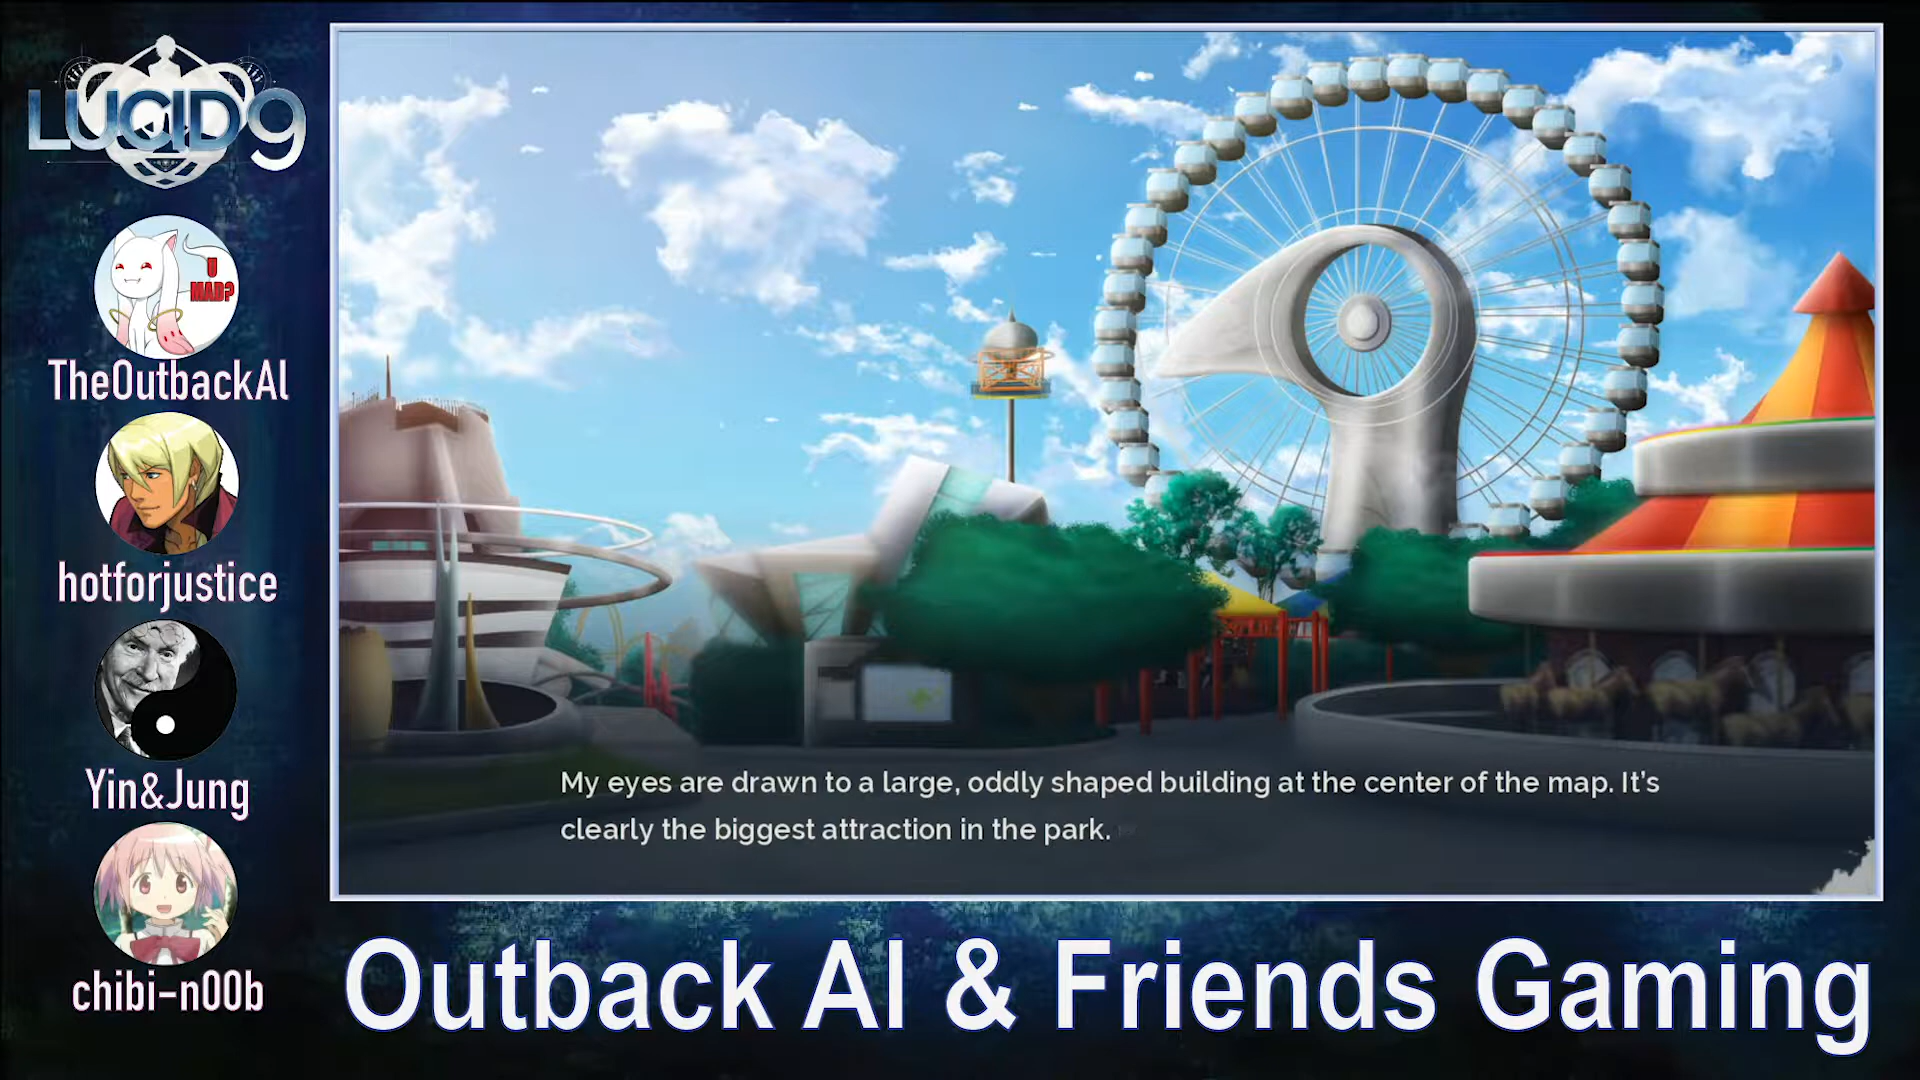 LUCID9
U
MAD?
TheOutbackAl
hotforjustice
Yin&Jung
chibi-n00b
My eyes are drawn to a large, oddly shaped building at the center of the map. It's
clearly the biggest attraction in the park.
Outback Al & Friends Gaming